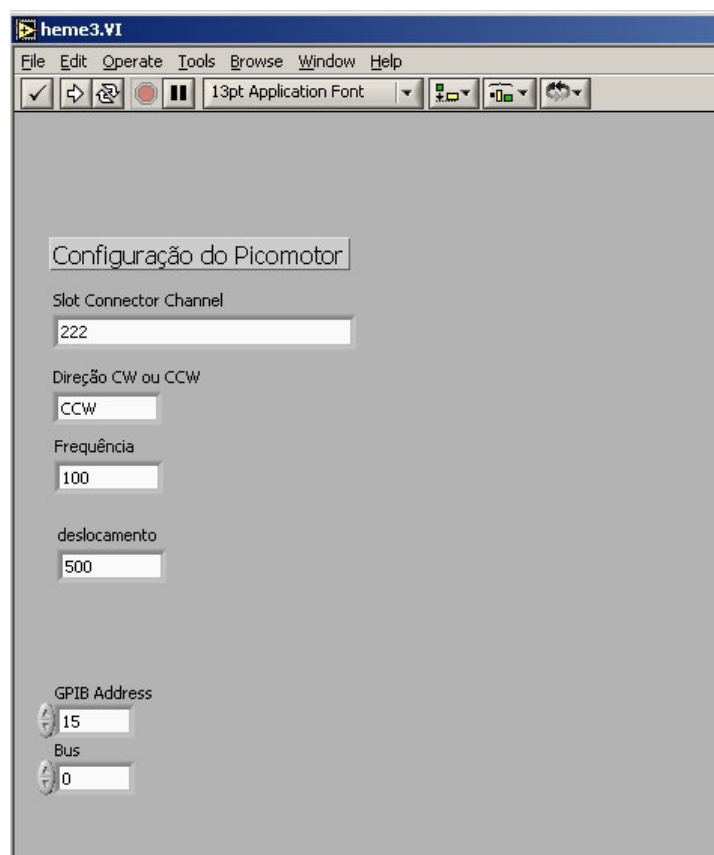 heme3.VI
File Edit Operate Tools Browse Window Help
13pt Application Font
Configuração do Picomotor
Slot Connector Channel
222
Direção CW ou CCW
CCW
Frequência
100
deslocamento
500
GPIB Address
15
Bus
0